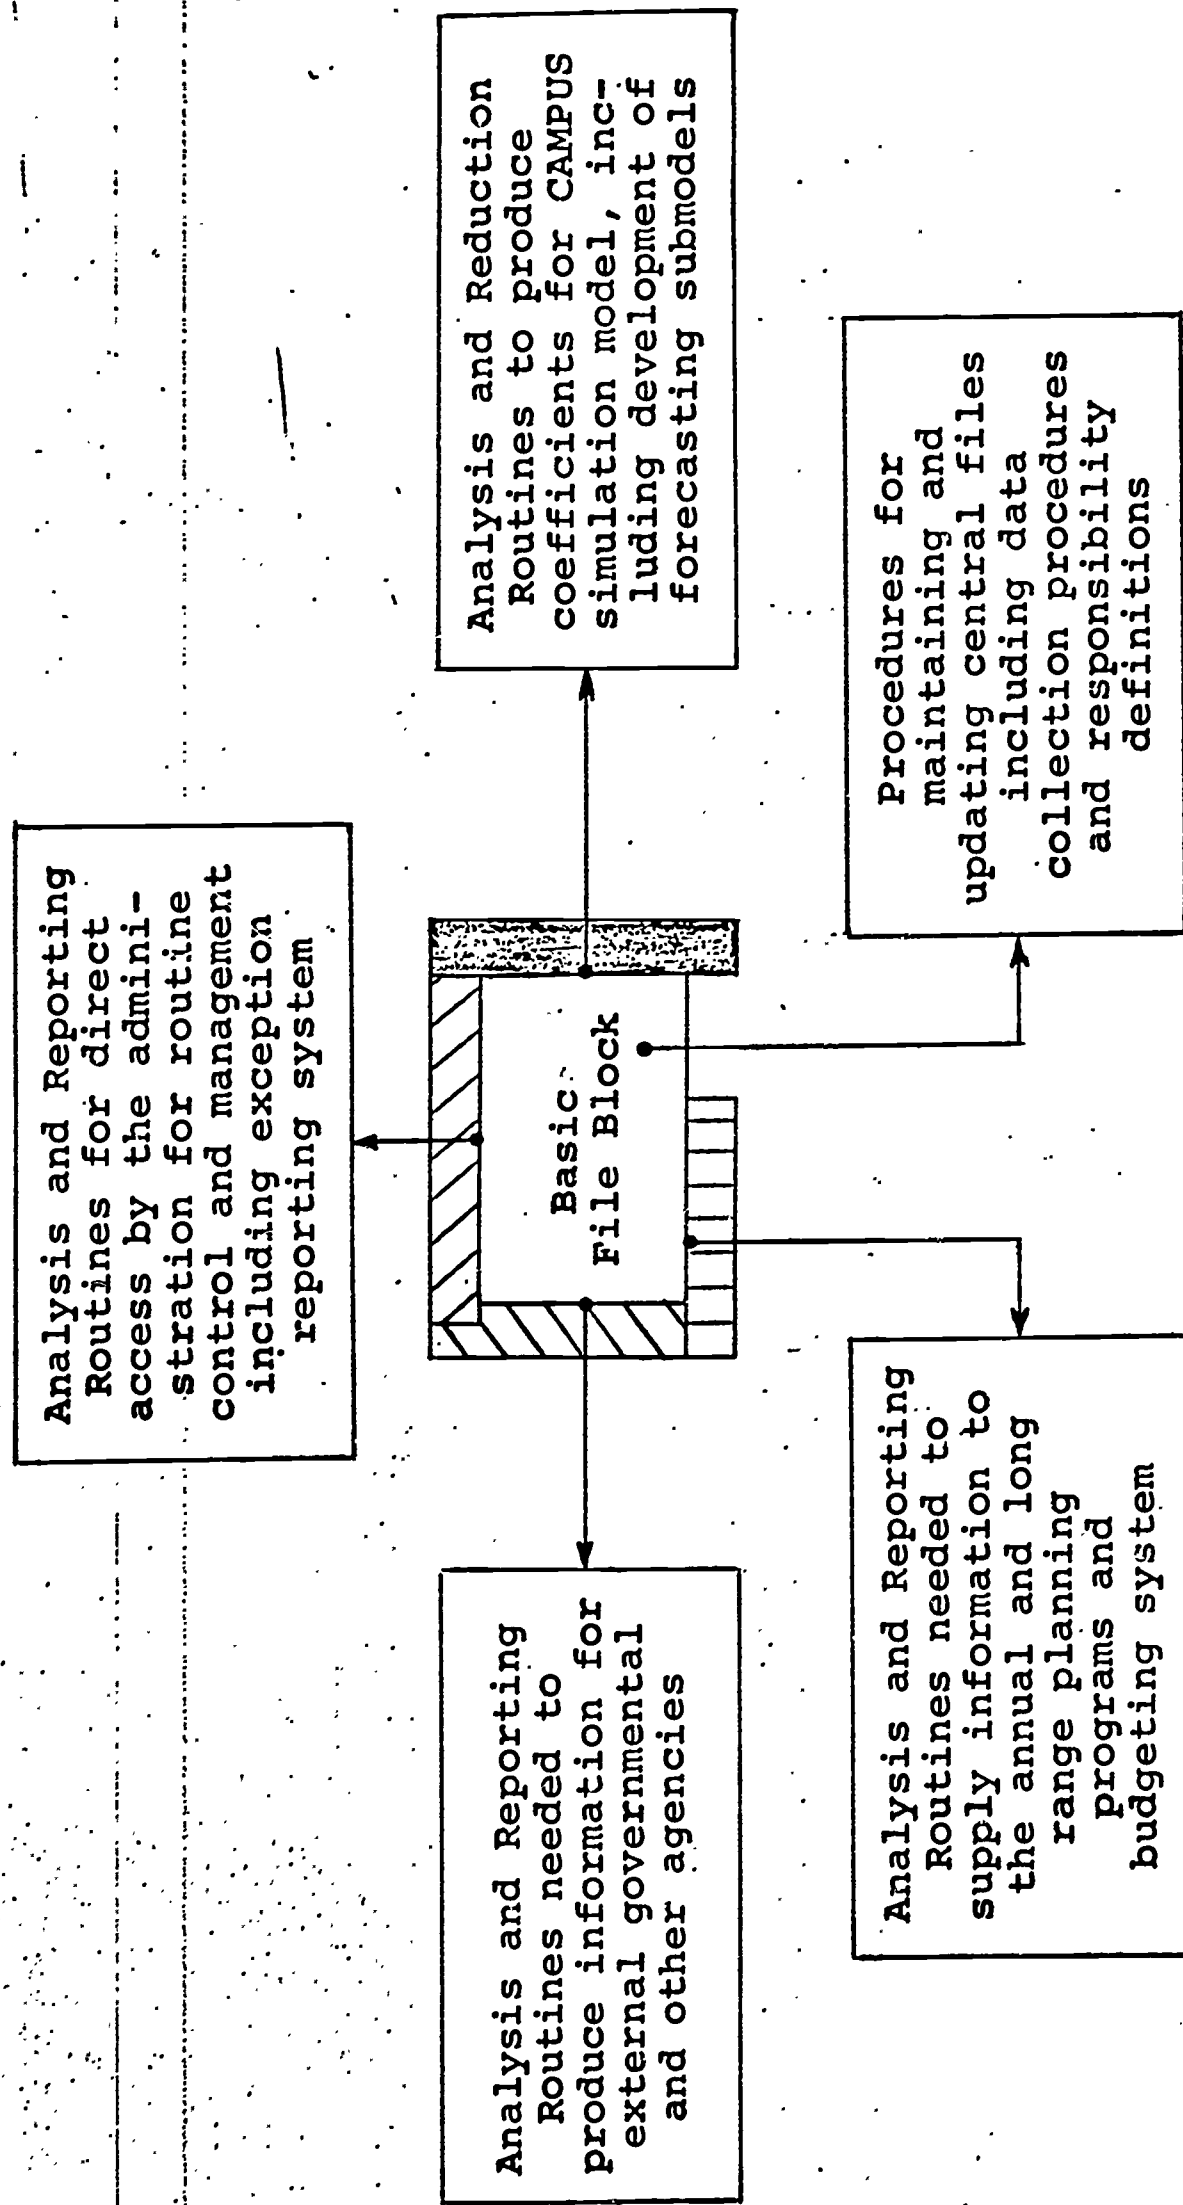 Analysis and Reporting
Routines for direct
access by the admini-
stration for routine
control and management
including exception
reporting system
Analysis and Reporting
Routines needed to
produce information for
external governmental
and other agencies
Basic
File Block
Analysis and Reduction
Routines to produce
coefficients for CAMPUS
simulation model, inc-
luding development of
forecasting submodels
Analysis and Reporting
Routines needed to
supply information to
the annual and long
range planning
programs and
budgeting system
Procedures for
maintaining and
updating central files
including data
collection procedures
and responsibility
definitions